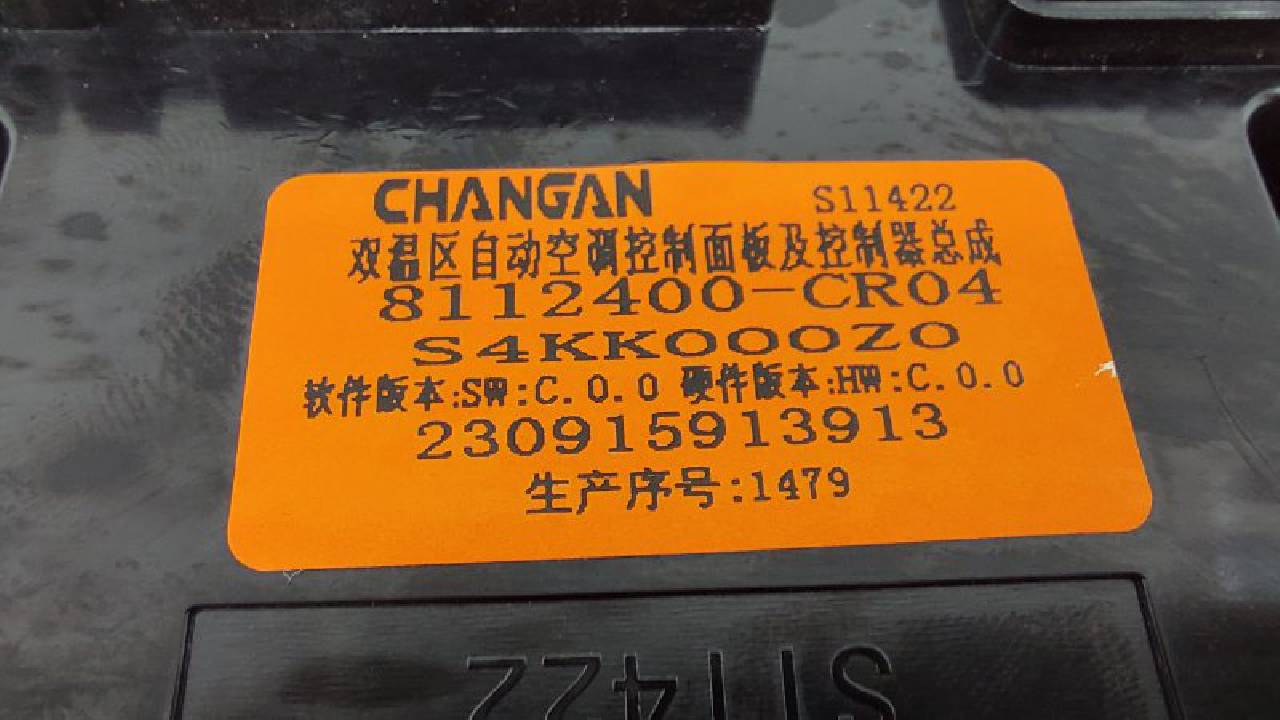 CHANGAN S11422
双温区自动空调控制面板及控制器总成
8112400-CR04
S4KK000Z0
软件版本:SW:C.0.0 硬件版本:HW:C.0.0
230915913913
生产序号:1479
S11422